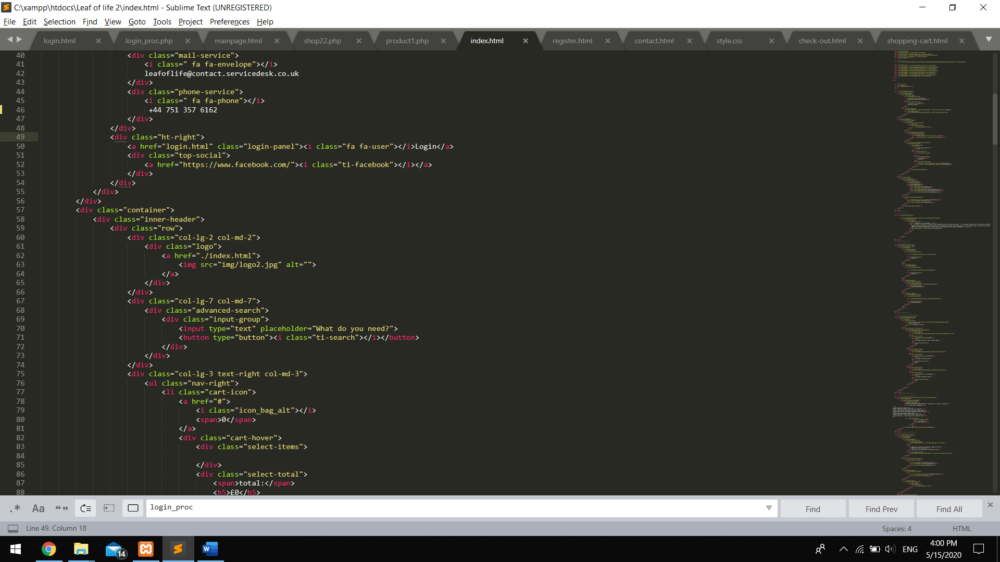 C:\xampp\htdocs\Leaf of life 2\index.html - Sublime Text (UNREGISTERED)
File Edit Selection Find View Goto Tools Project Preferences Help
login.html login_proc.php mainpage.html shop22.php product1.php index.html register.html contact.html style.css check-out.html shopping-cart.html
40 <div class="mail-service">
41 <i class=" fa fa-envelope"></i>
42 leafoflife@contact.servicedesk.co.uk
43 </div>
44 <div class="phone-service">
45 <i class=" fa fa-phone"></i>
46 +44 751 357 6162
47 </div>
48 </div>
49 <div class="ht-right">
50 <a href="login.html" class="login-panel"><i class="fa fa-user"></i>Login</a>
51 <div class="top-social">
52 <a href="https://www.facebook.com/"><i class="ti-facebook"></i></a>
53 </div>
54 </div>
55 </div>
56 </div>
57 <div class="container">
58 <div class="inner-header">
59 <div class="row">
60 <div class="col-lg-2 col-md-2">
61 <div class="logo">
62 <a href="./index.html">
63 <img src="img/logo2.jpg" alt="">
64 </a>
65 </div>
66 </div>
67 <div class="col-lg-7 col-md-7">
68 <div class="advanced-search">
69 <div class="input-group">
70 <input type="text" placeholder="What do you need?">
71 <button type="button"><i class="ti-search"></i></button>
72 </div>
73 </div>
74 </div>
75 <div class="col-lg-3 text-right col-md-3">
76 <ul class="nav-right">
77 <li class="cart-icon">
78 <a href="#">
79 <i class="icon_bag_alt"></i>
80 <span>0</span>
81 </a>
82 <div class="cart-hover">
83 <div class="select-items">
84
85 </div>
86 <div class="select-total">
87 <span>total:</span>
88 <h5>£0</h5>
.* Aa “” login_proc Find Find Prev Find All
Line 49, Column 18 Spaces: 4 HTML
14 ENG 4:00 PM
5/15/2020